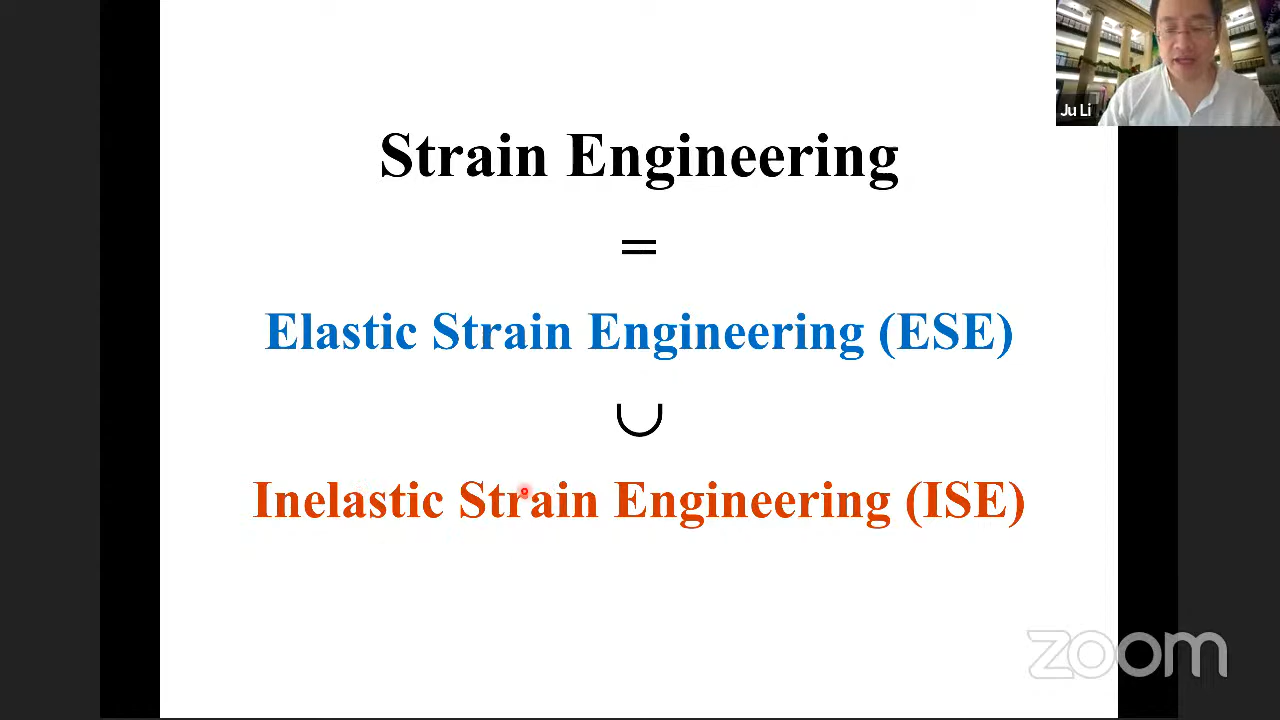 Ju Li
Strain Engineering
=
Elastic Strain Engineering (ESE)
∪
Inelastic Strain Engineering (ISE)
zoom